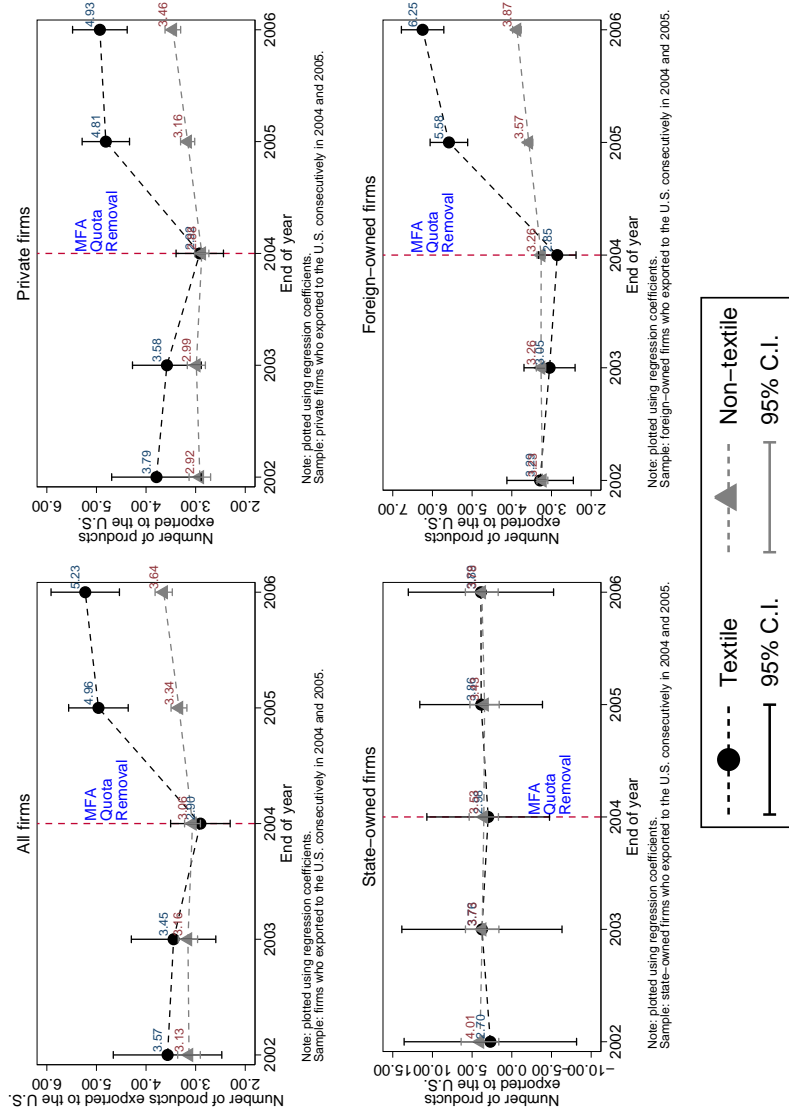 All firms
Number of products exported to the U.S.
6.00
5.00
4.00
3.00
2.00
3.57
3.45
2.90
4.96
5.23
3.13
3.16
3.06
3.34
3.64
MFA
Quota
Removal
2002
2003
2004
2005
2006
End of year
Note: plotted using regression coefficients.
Sample: firms who exported to the U.S. consecutively in 2004 and 2005.
Private firms
Number of products
exported to the U.S.
6.00
5.00
4.00
3.00
2.00
3.79
3.58
4.81
4.93
2.92
2.99
3.16
3.46
MFA
Quota
Removal
2002
2003
2004
2005
2006
End of year
Note: plotted using regression coefficients.
Sample: private firms who exported to the U.S. consecutively in 2004 and 2005.
State−owned firms
Number of products
exported to the U.S.
15.00
10.00
5.00
0.00
−5.00
−10.00
4.01
2.70
MFA
Quota
Removal
2002
2003
2004
2005
2006
End of year
Note: plotted using regression coefficients.
Sample: state−owned firms who exported to the U.S. consecutively in 2004 and 2005.
Foreign−owned firms
Number of products
exported to the U.S.
7.00
6.00
5.00
4.00
3.00
2.00
3.05
2.85
5.58
6.25
3.26
3.26
3.57
3.87
MFA
Quota
Removal
2002
2003
2004
2005
2006
End of year
Note: plotted using regression coefficients.
Sample: foreign−owned firms who exported to the U.S. consecutively in 2004 and 2005.
Textile
Non−textile
95% C.I.
95% C.I.